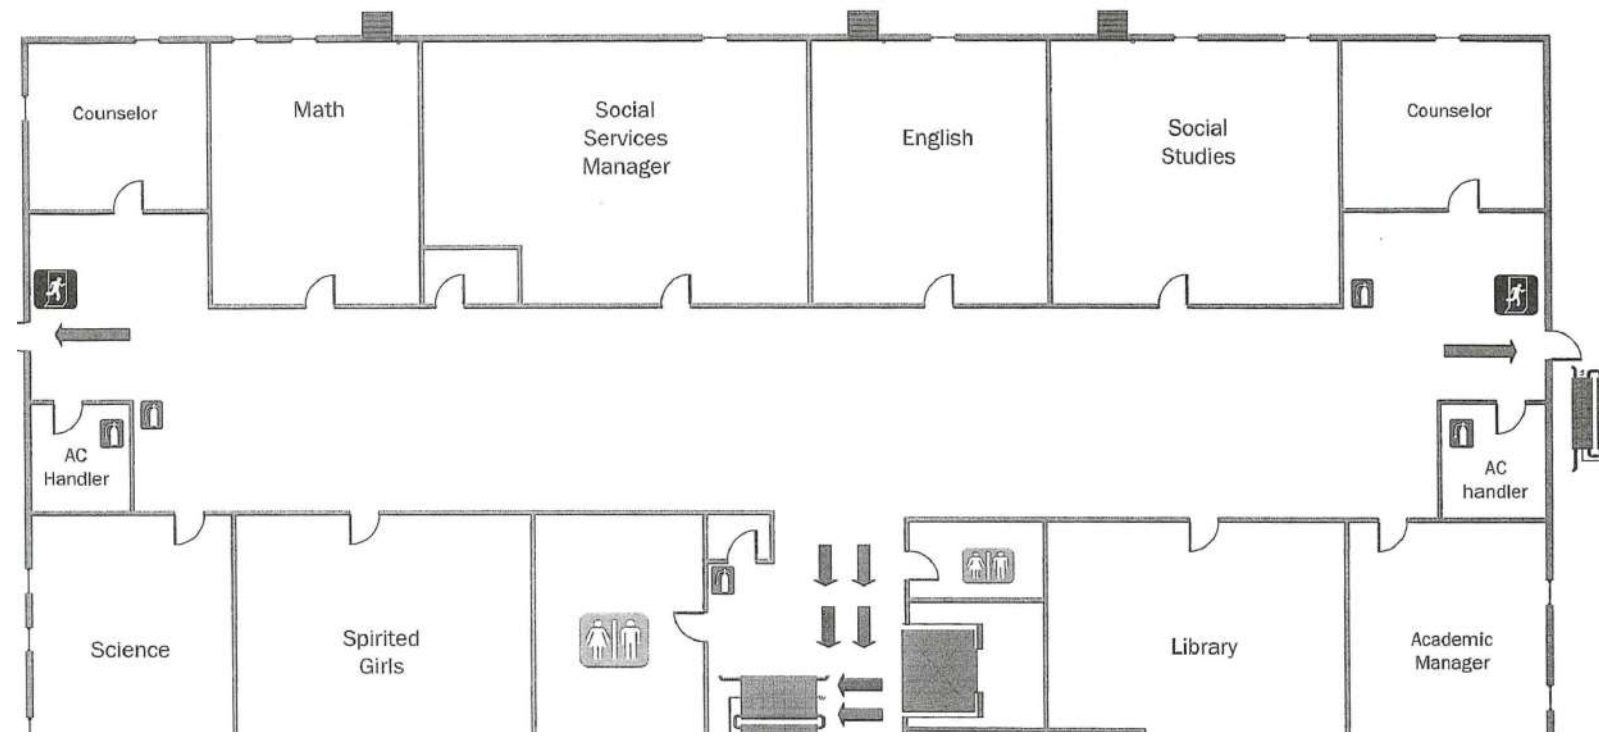 Counselor
Math
Social
Services
Manager
English
Social
Studies
Counselor
AC
Handler
AC
handler
Science
Spirited
Girls
Library
Academic
Manager